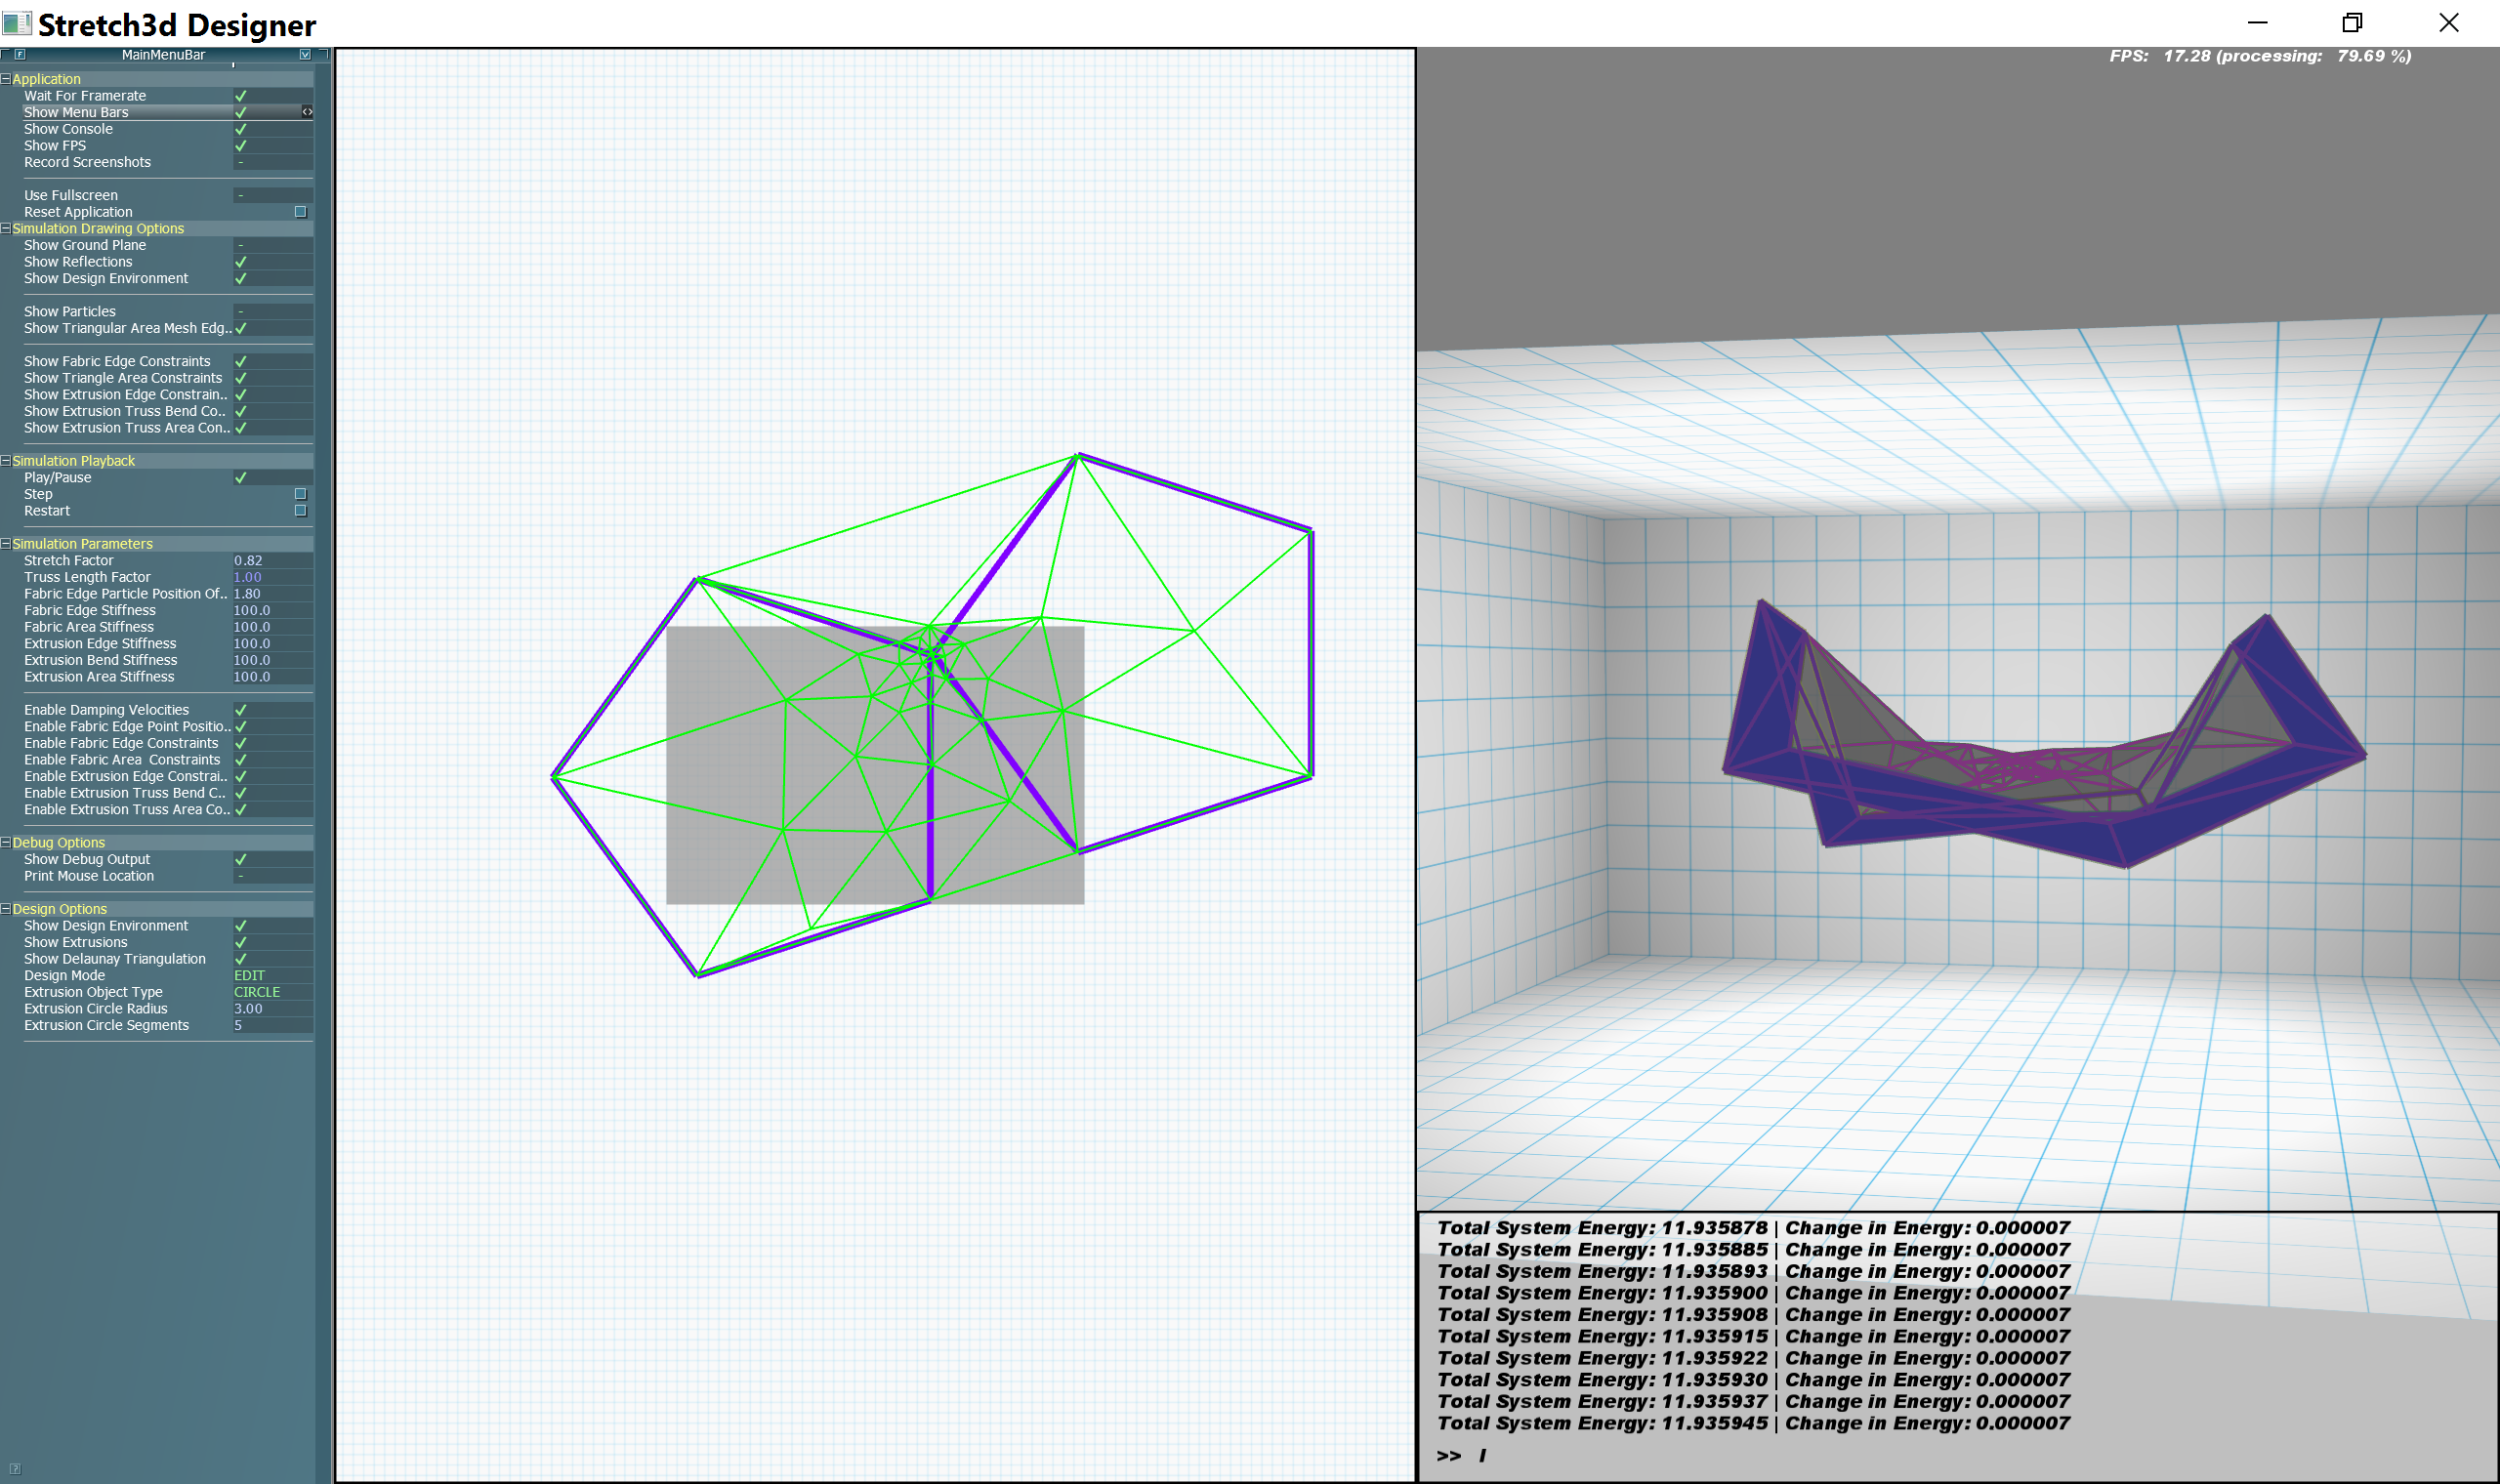 Stretch3d Designer
MainMenuBar
Application
Wait For Framerate
Show Menu Bars
Show Console
Show FPS
Record Screenshots -
Use Fullscreen -
Reset Application
Simulation Drawing Options
Show Ground Plane -
Show Reflections
Show Design Environment
Show Particles -
Show Triangular Area Mesh Edg..
Show Fabric Edge Constraints
Show Triangle Area Constraints
Show Extrusion Edge Constrain..
Show Extrusion Truss Bend Co..
Show Extrusion Truss Area Con..
Simulation Playback
Play/Pause
Step
Restart
Simulation Parameters
Stretch Factor 0.82
Truss Length Factor 1.00
Fabric Edge Particle Position Of.. 1.80
Fabric Edge Stiffness 100.0
Fabric Area Stiffness 100.0
Extrusion Edge Stiffness 100.0
Extrusion Bend Stiffness 100.0
Extrusion Area Stiffness 100.0
Enable Damping Velocities
Enable Fabric Edge Point Positio..
Enable Fabric Edge Constraints
Enable Fabric Area  Constraints
Enable Extrusion Edge Constrai..
Enable Extrusion Truss Bend C..
Enable Extrusion Truss Area Co..
Debug Options
Show Debug Output
Print Mouse Location -
Design Options
Show Design Environment
Show Extrusions
Show Delaunay Triangulation
Design Mode EDIT
Extrusion Object Type CIRCLE
Extrusion Circle Radius 3.00
Extrusion Circle Segments 5
?
FPS: 17.28 (processing: 79.69 %)
Total System Energy: 11.935878 | Change in Energy: 0.000007
Total System Energy: 11.935885 | Change in Energy: 0.000007
Total System Energy: 11.935893 | Change in Energy: 0.000007
Total System Energy: 11.935900 | Change in Energy: 0.000007
Total System Energy: 11.935908 | Change in Energy: 0.000007
Total System Energy: 11.935915 | Change in Energy: 0.000007
Total System Energy: 11.935922 | Change in Energy: 0.000007
Total System Energy: 11.935930 | Change in Energy: 0.000007
Total System Energy: 11.935937 | Change in Energy: 0.000007
Total System Energy: 11.935945 | Change in Energy: 0.000007
>> |